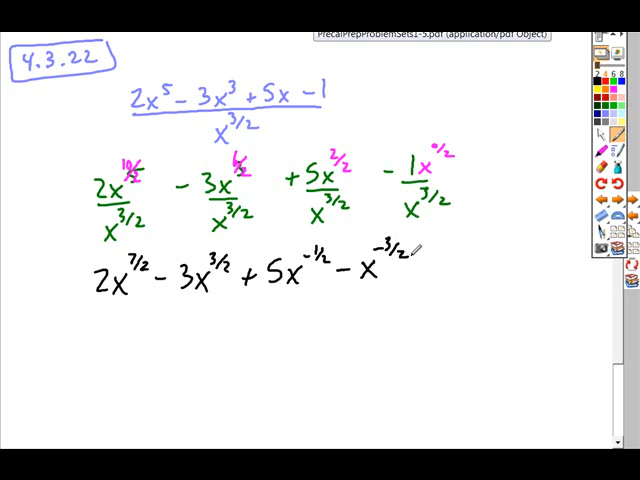 PrecalPrepProblemSets1-5.pdf (application/pdf Object)
4.3.22
2x^5 - 3x^3 + 5x - 1
x^{3/2}
2x^{10/2} - 3x^{6/2} + 5x^{2/2} - 1x^{0/2}
x^{3/2} x^{3/2} x^{3/2} x^{3/2}
2x^{7/2} - 3x^{3/2} + 5x^{-1/2} - x^{-3/2}
2 4 6 8